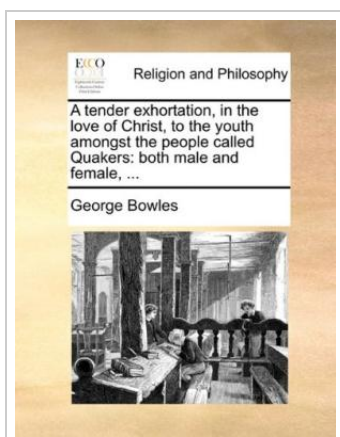 ECCO
Religion and Philosophy
A tender exhortation, in the
love of Christ, to the youth
amongst the people called
Quakers: both male and
female, ...
George Bowles